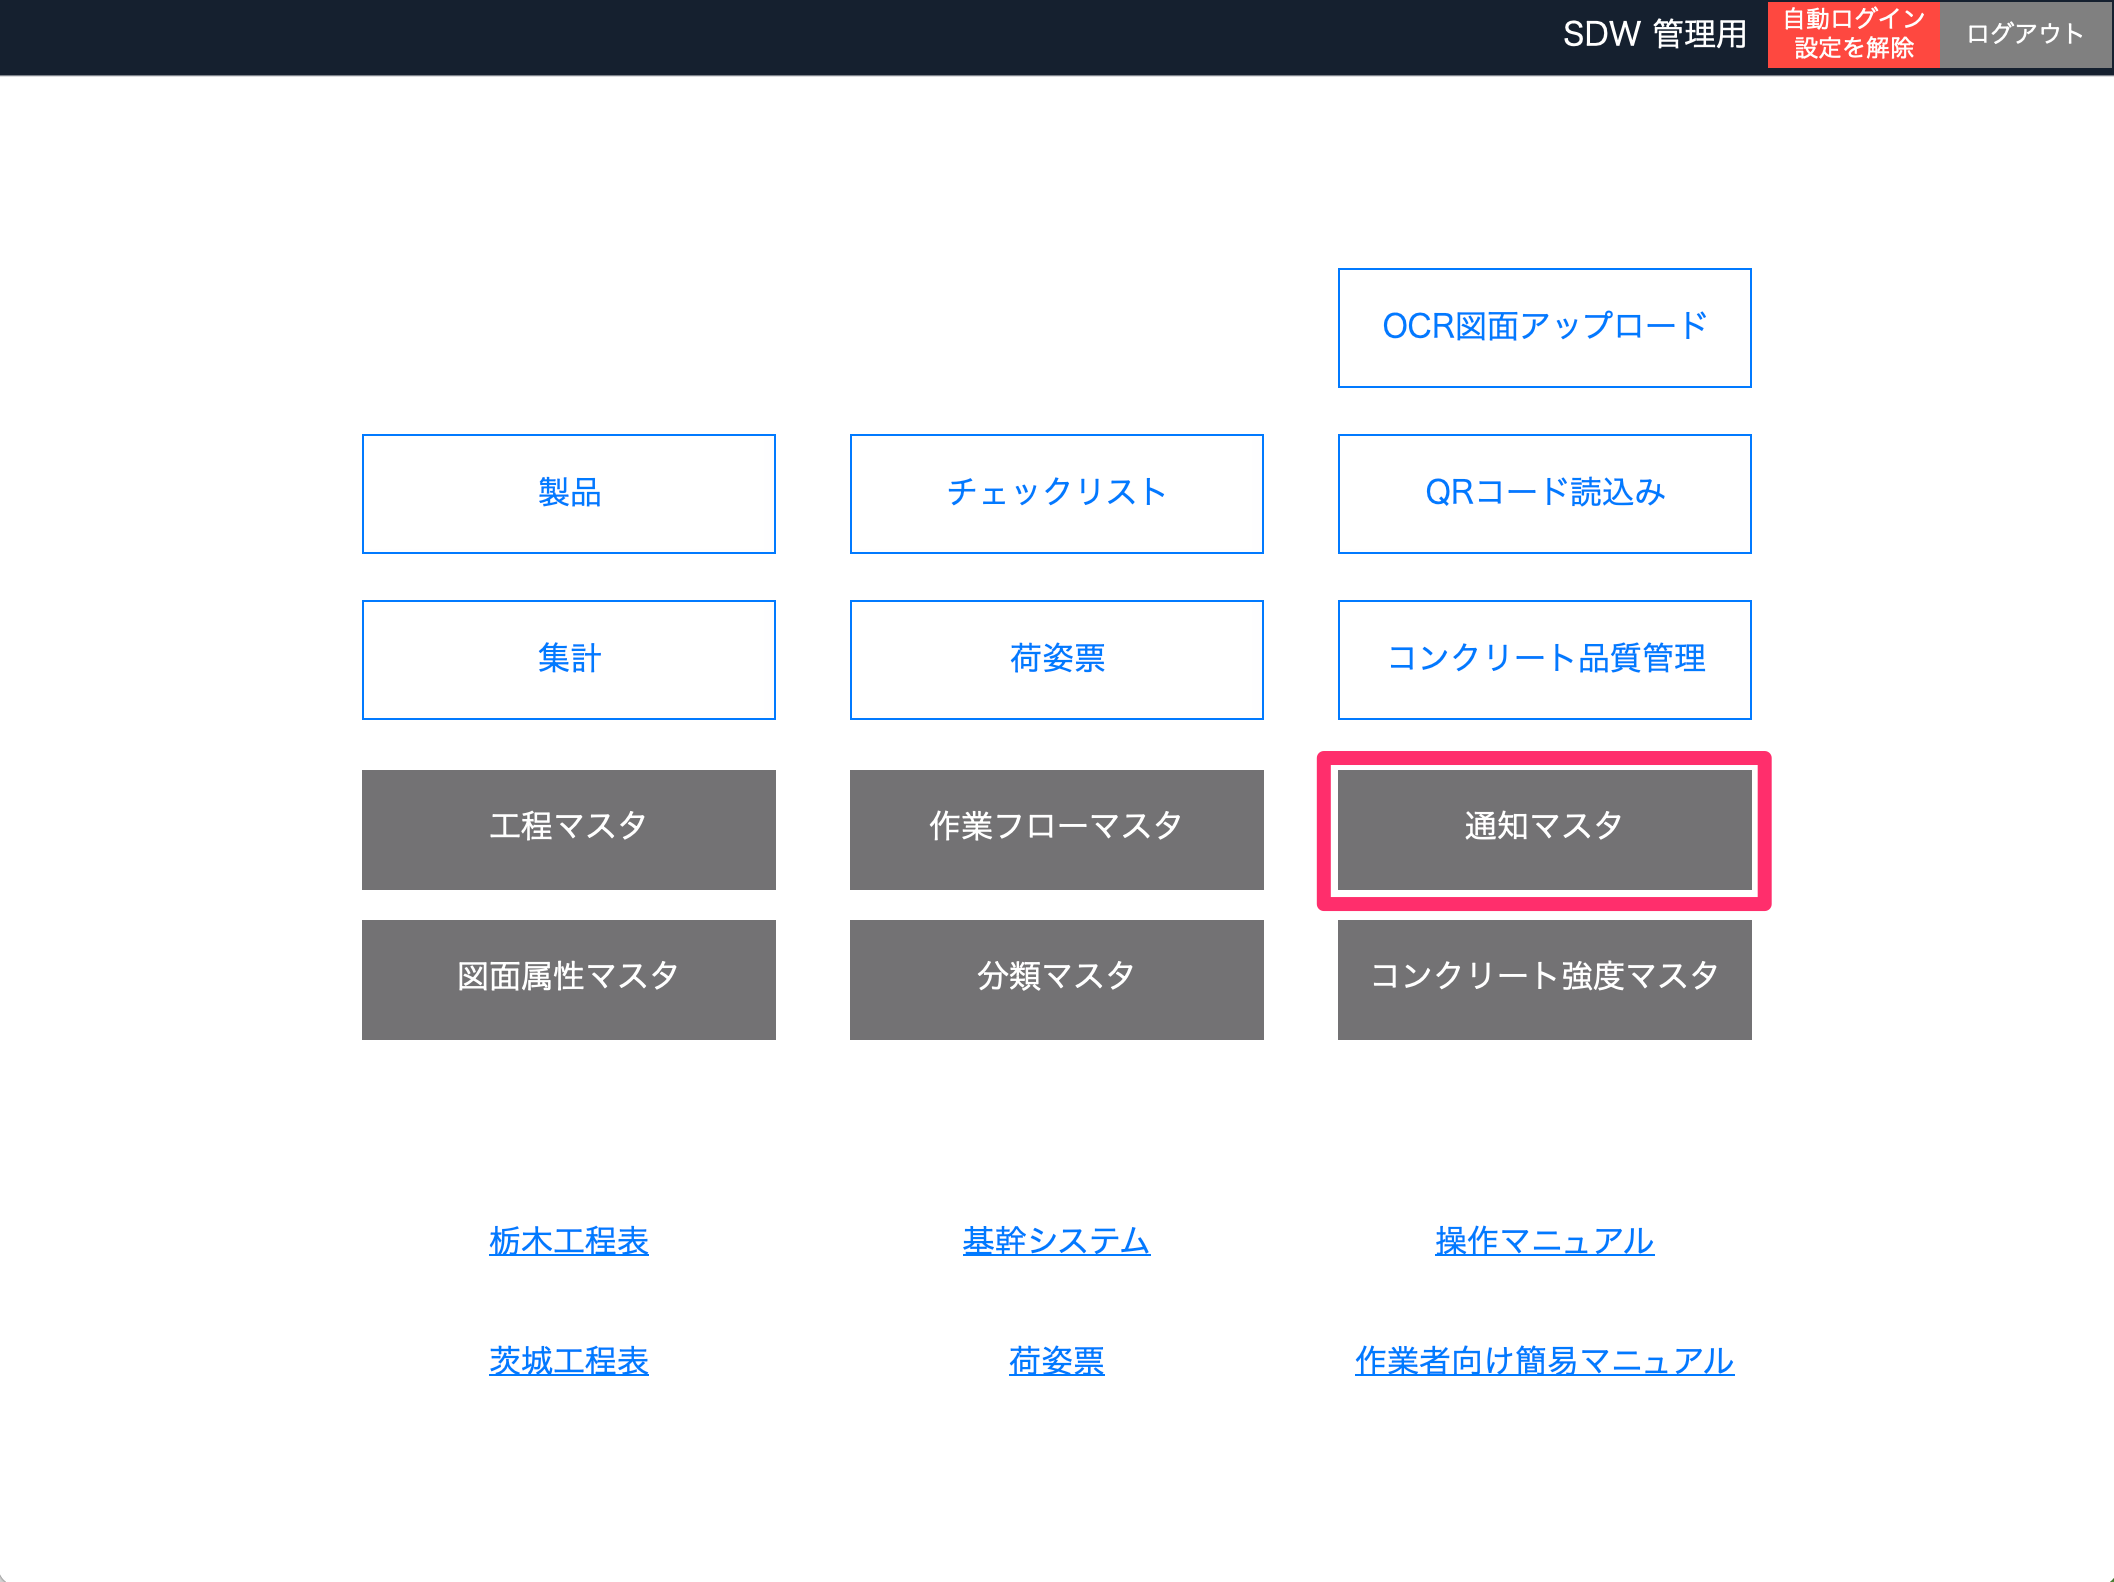 SDW 管理用
自動ログイン
設定を解除
ログアウト
OCR図面アップロード
製品
チェックリスト
QRコード読込み
集計
荷姿票
コンクリート品質管理
工程マスタ
作業フローマスタ
通知マスタ
図面属性マスタ
分類マスタ
コンクリート強度マスタ
栃木工程表
基幹システム
操作マニュアル
茨城工程表
荷姿票
作業者向け簡易マニュアル